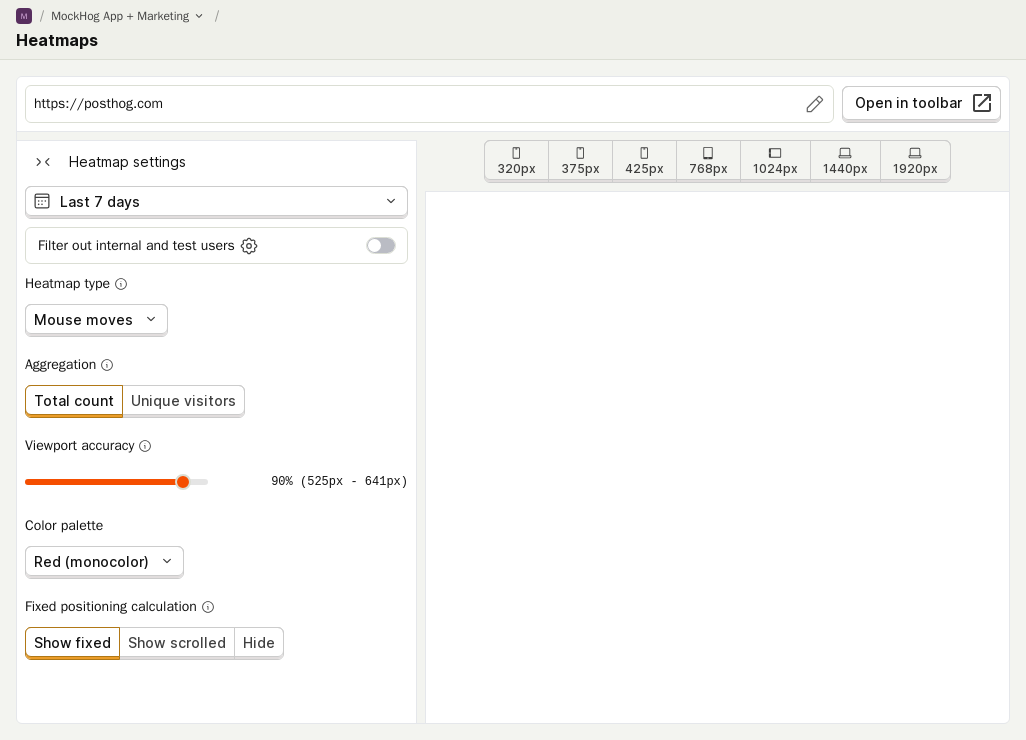 M / MockHog App + Marketing /
Heatmaps
https://posthog.com
Open in toolbar
Heatmap settings
320px 375px 425px 768px 1024px 1440px 1920px
Last 7 days
Filter out internal and test users
Heatmap type
Mouse moves
Aggregation
Total count Unique visitors
Viewport accuracy
90% (525px - 641px)
Color palette
Red (monocolor)
Fixed positioning calculation
Show fixed Show scrolled Hide